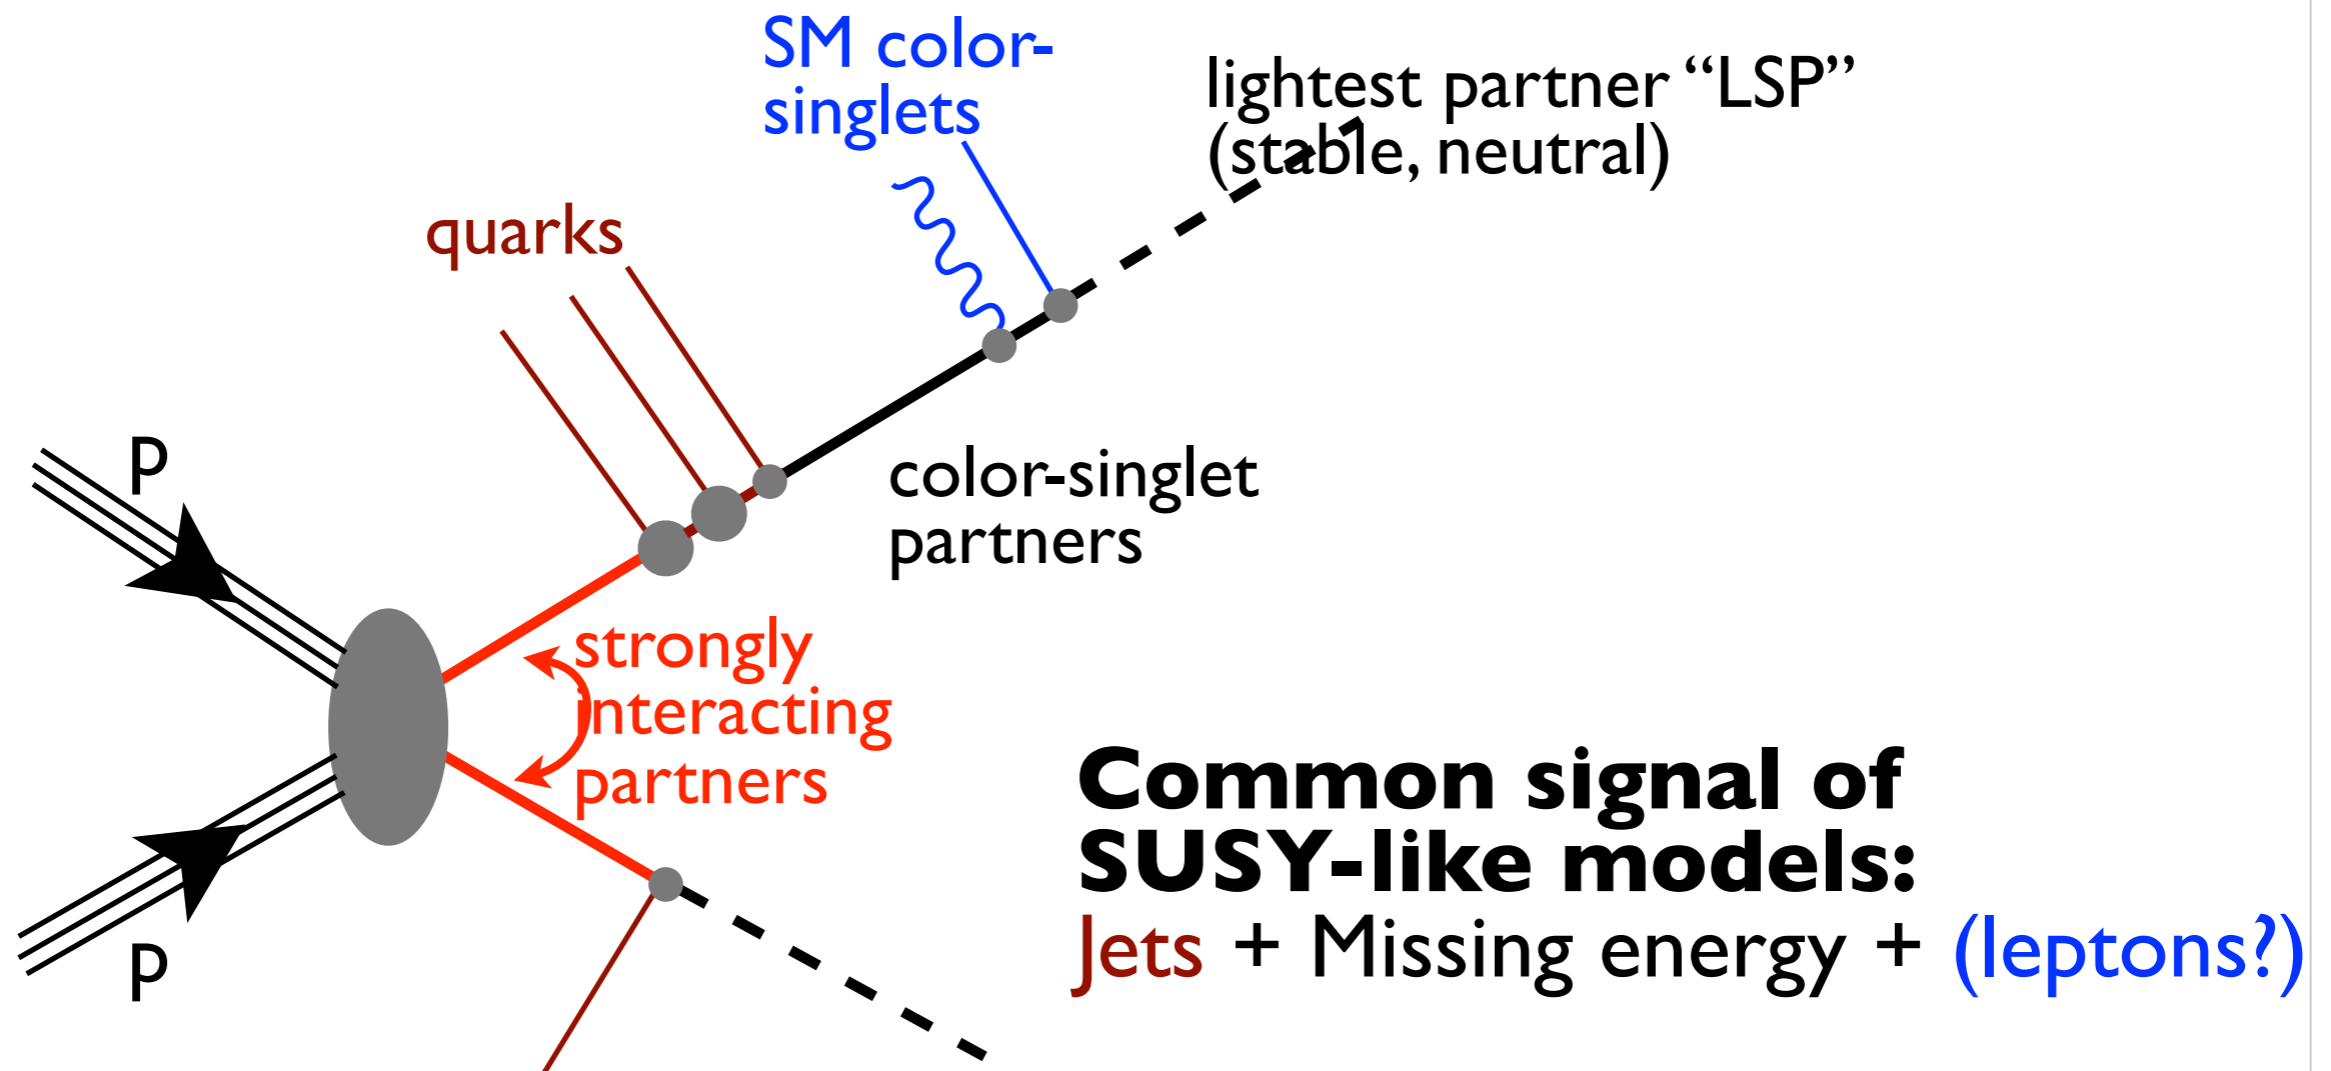 SM color-
singlets
lightest partner “LSP”
(stable, neutral)
quarks
p
color-singlet
partners
strongly
interacting
partners
p
Common signal of
SUSY-like models:
Jets + Missing energy + (leptons?)